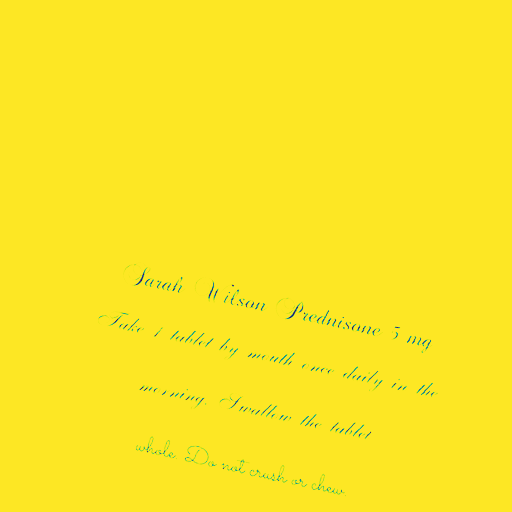 Sarah Wilson Prednisone 5 mg
Take 1 tablet by mouth once daily in the
morning. Swallow the tablet
whole. Do not crush or chew